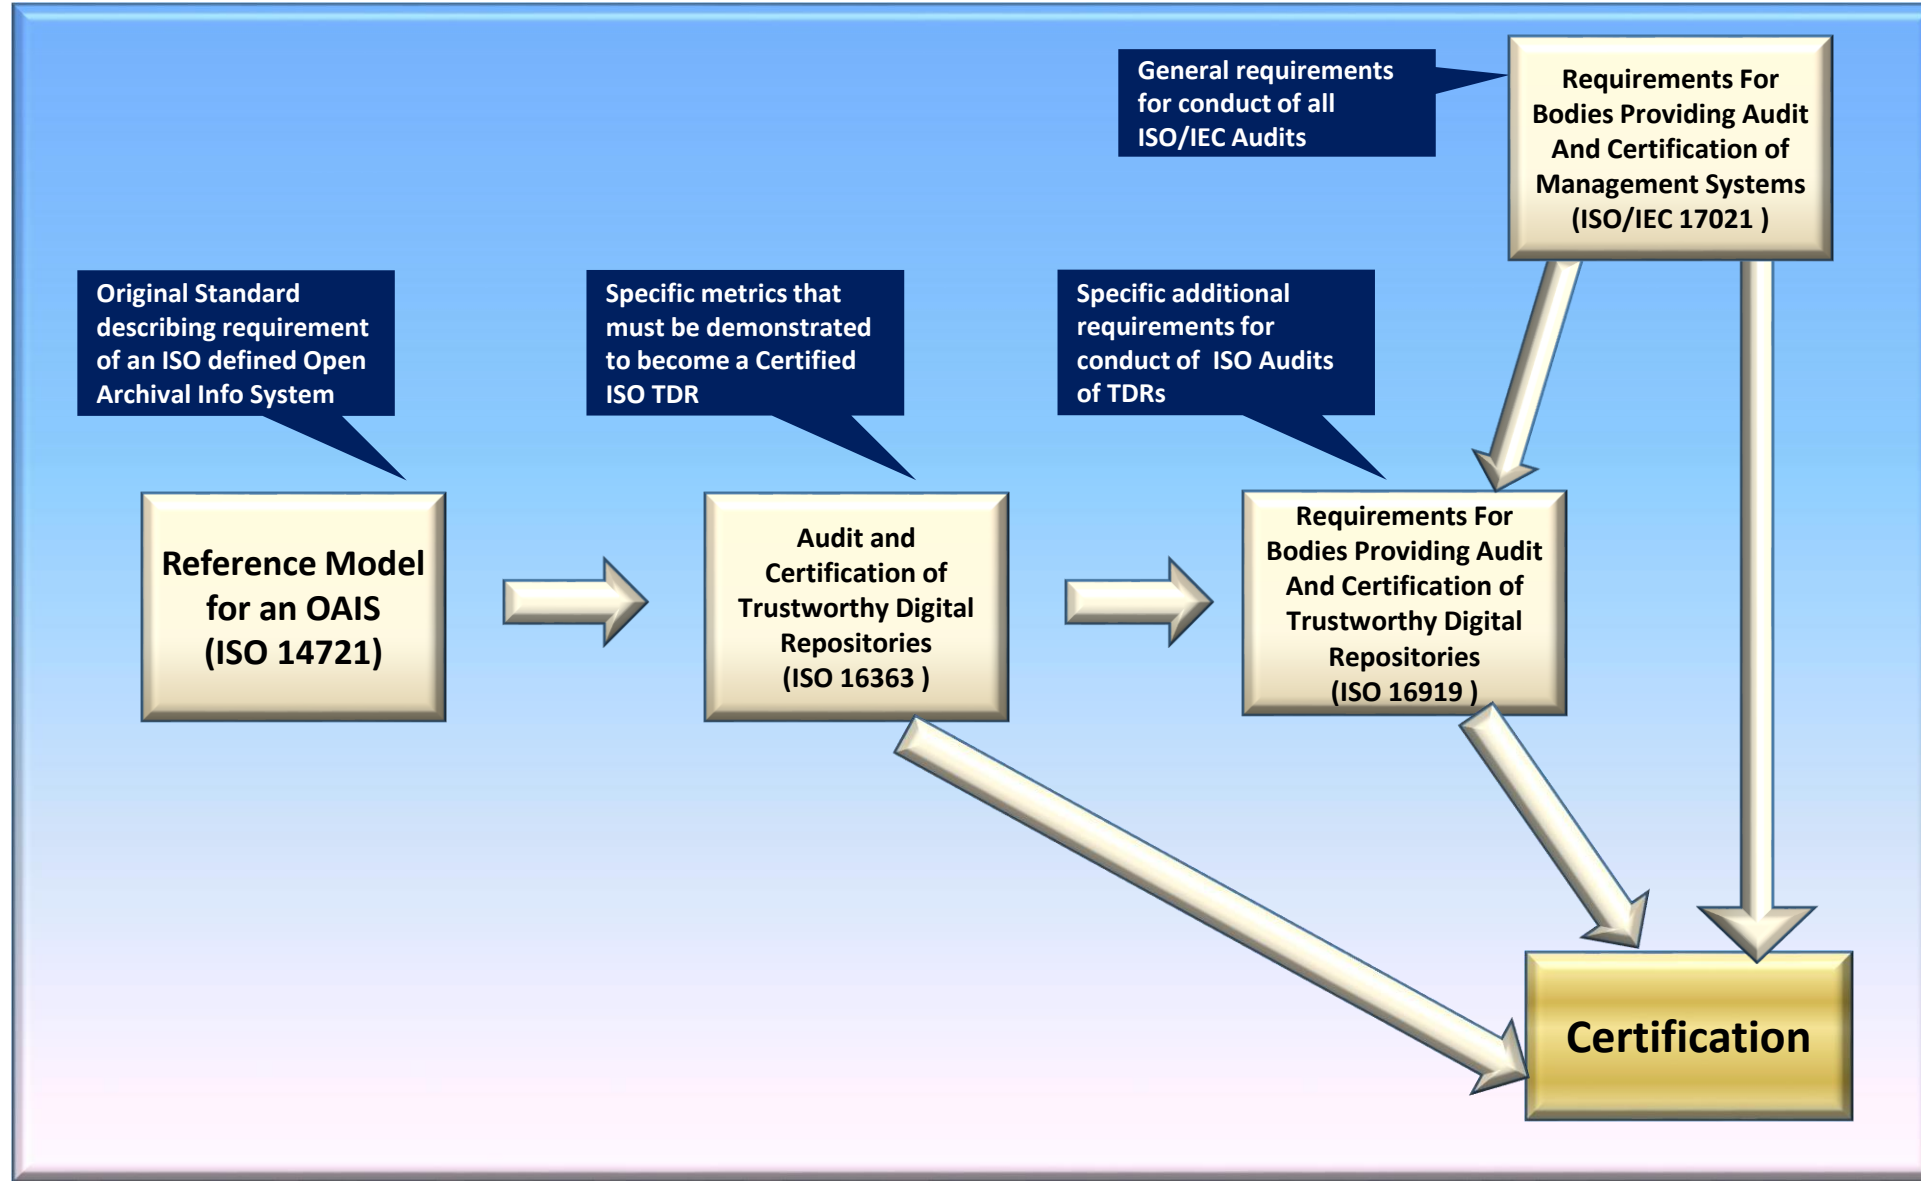 General requirements
for conduct of all
ISO/IEC Audits
Requirements For
Bodies Providing Audit
And Certification of
Management Systems
(ISO/IEC 17021 )
Original Standard
describing requirement
of an ISO defined Open
Archival Info System
Specific metrics that
must be demonstrated
to become a Certified
ISO TDR
Specific additional
requirements for
conduct of  ISO Audits
of TDRs
Reference Model
for an OAIS
(ISO 14721)
Audit and
Certification of
Trustworthy Digital
Repositories
(ISO 16363 )
Requirements For
Bodies Providing Audit
And Certification of
Trustworthy Digital
Repositories
(ISO 16919 )
Certification